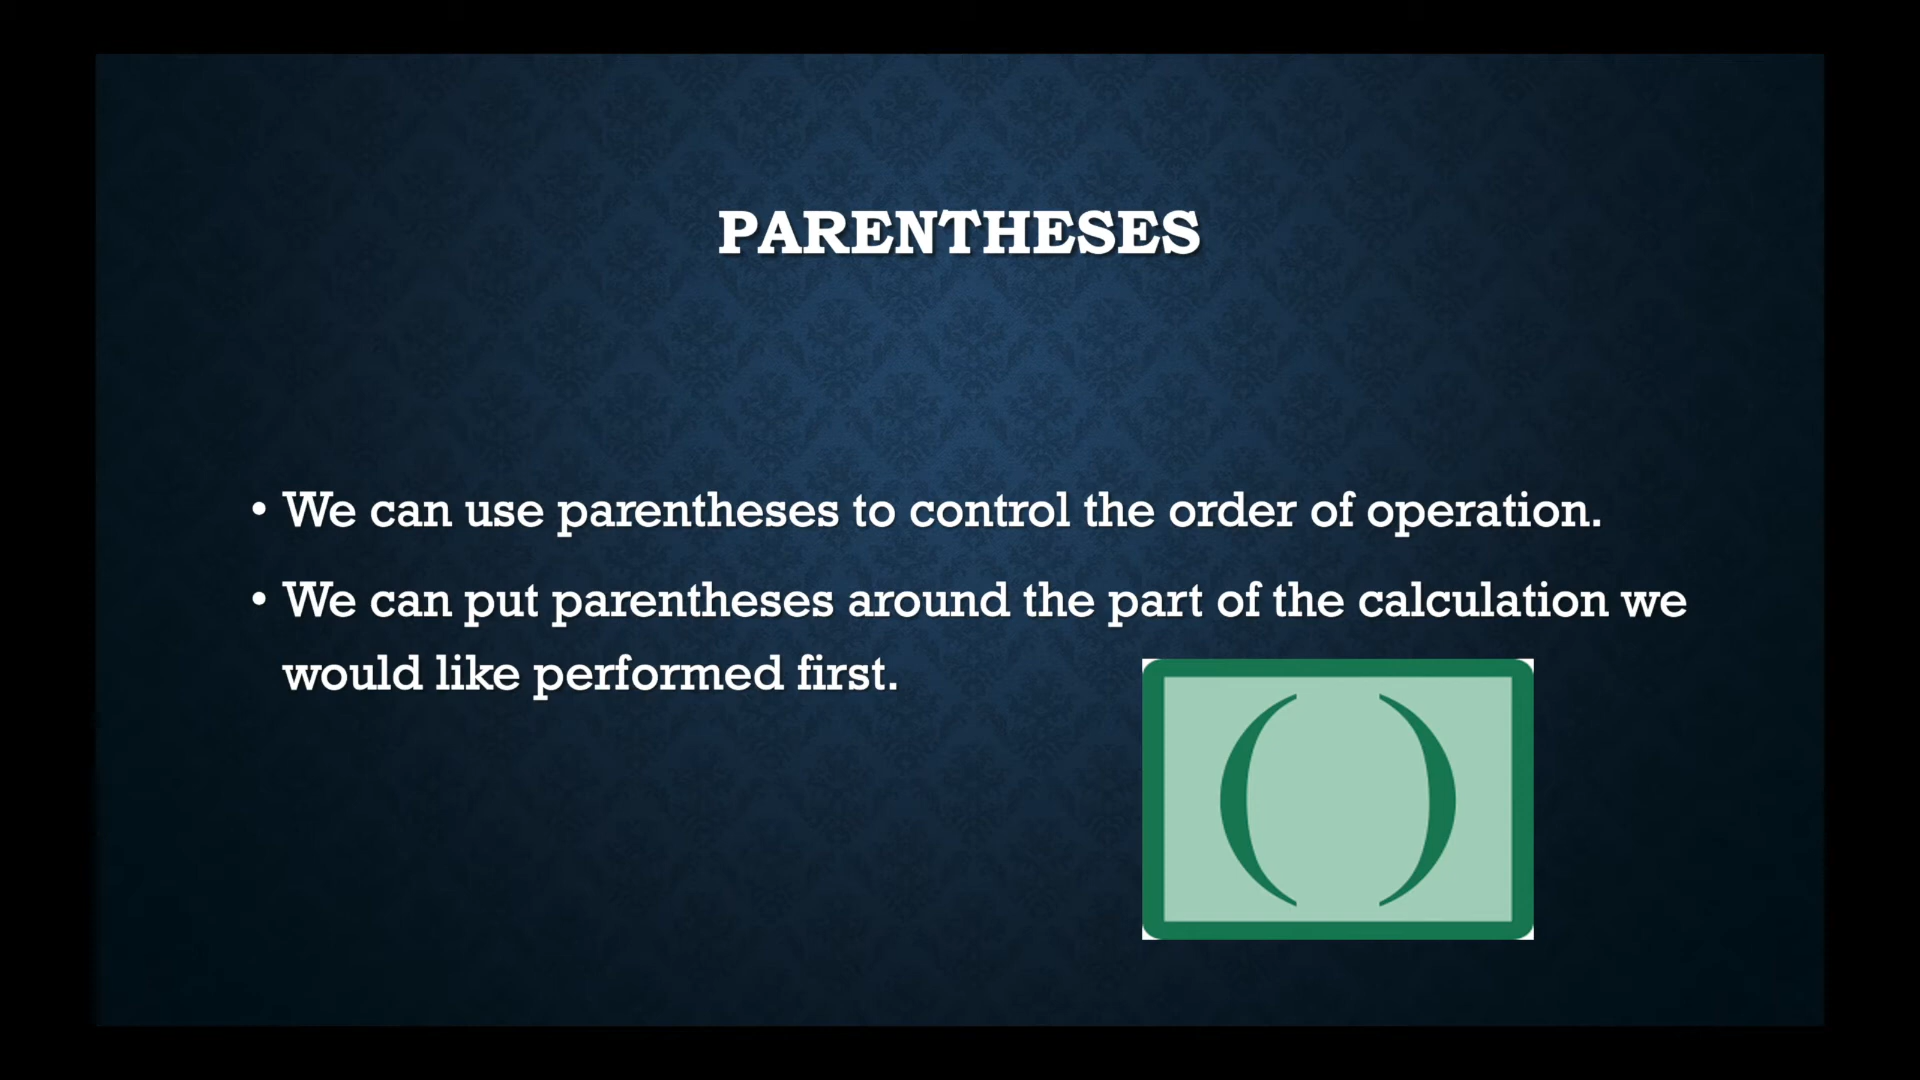 PARENTHESES
• We can use parentheses to control the order of operation.
• We can put parentheses around the part of the calculation we
would like performed first.
( )